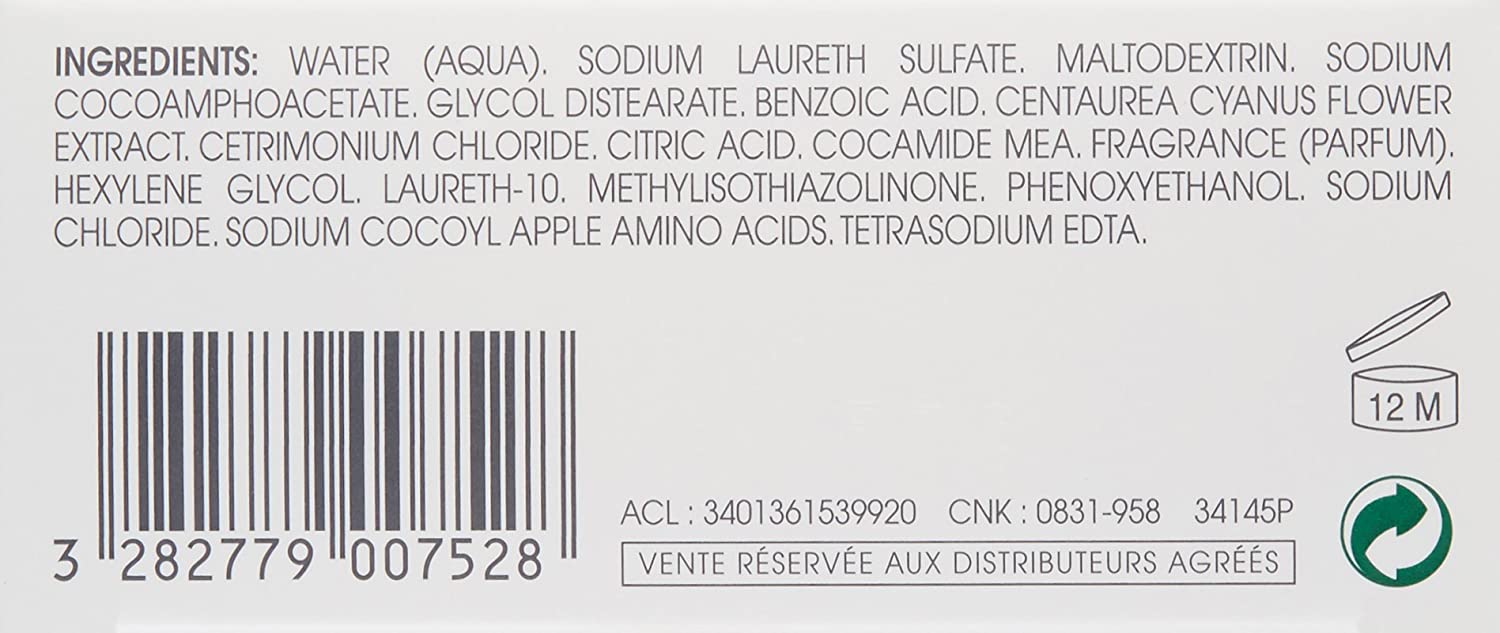 INGREDIENTS: WATER (AQUA). SODIUM LAURETH SULFATE. MALTODEXTRIN. SODIUM
COCOAMPHOACETATE. GLYCOL DISTEARATE. BENZOIC ACID. CENTAUREA CYANUS FLOWER
EXTRACT. CETRIMONIUM CHLORIDE. CITRIC ACID. COCAMIDE MEA. FRAGRANCE (PARFUM).
HEXYLENE GLYCOL. LAURETH-10. METHYLISOTHIAZOLINONE. PHENOXYETHANOL. SODIUM
CHLORIDE. SODIUM COCOYL APPLE AMINO ACIDS. TETRASODIUM EDTA.
12 M
ACL : 3401361539920 CNK : 0831-958 34145P
VENTE RÉSERVÉE AUX DISTRIBUTEURS AGRÉÉS
3 282779 007528